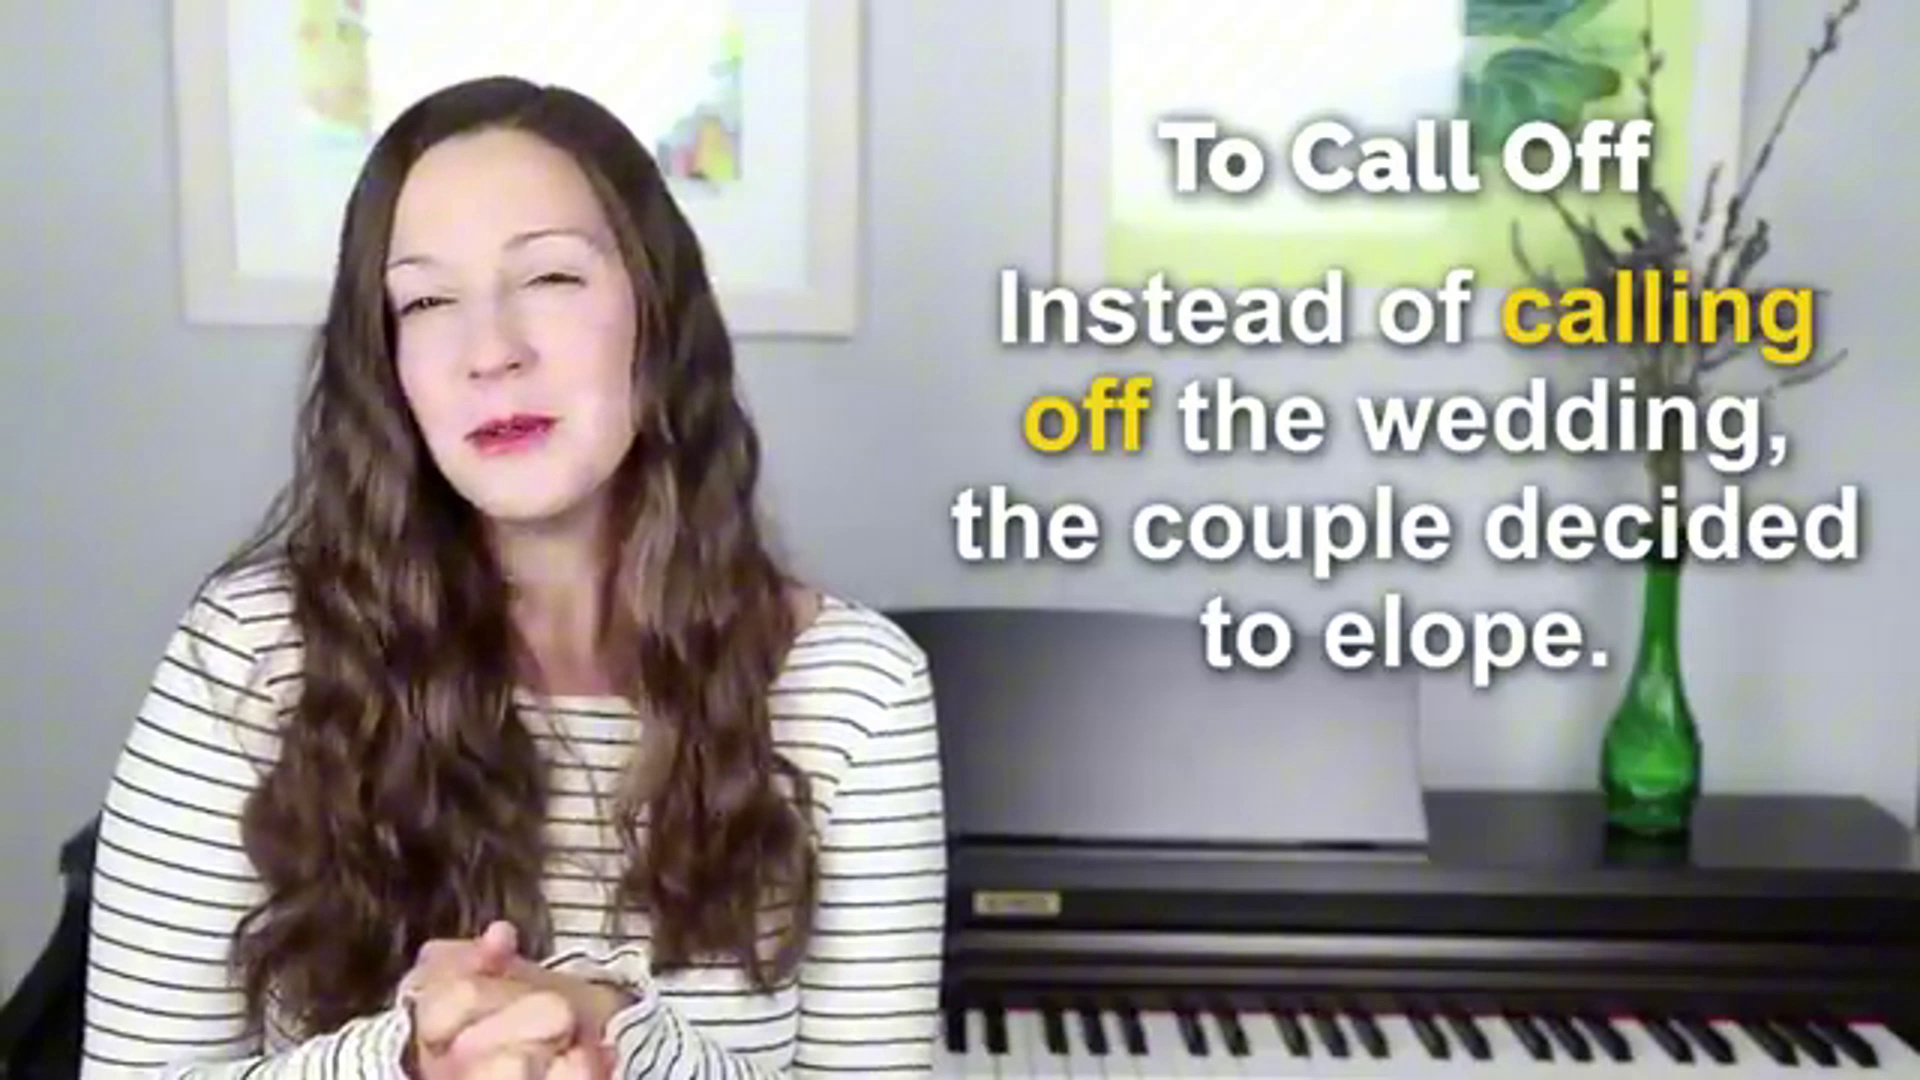 To Call Off
Instead of calling
off the wedding,
the couple decided
to elope.